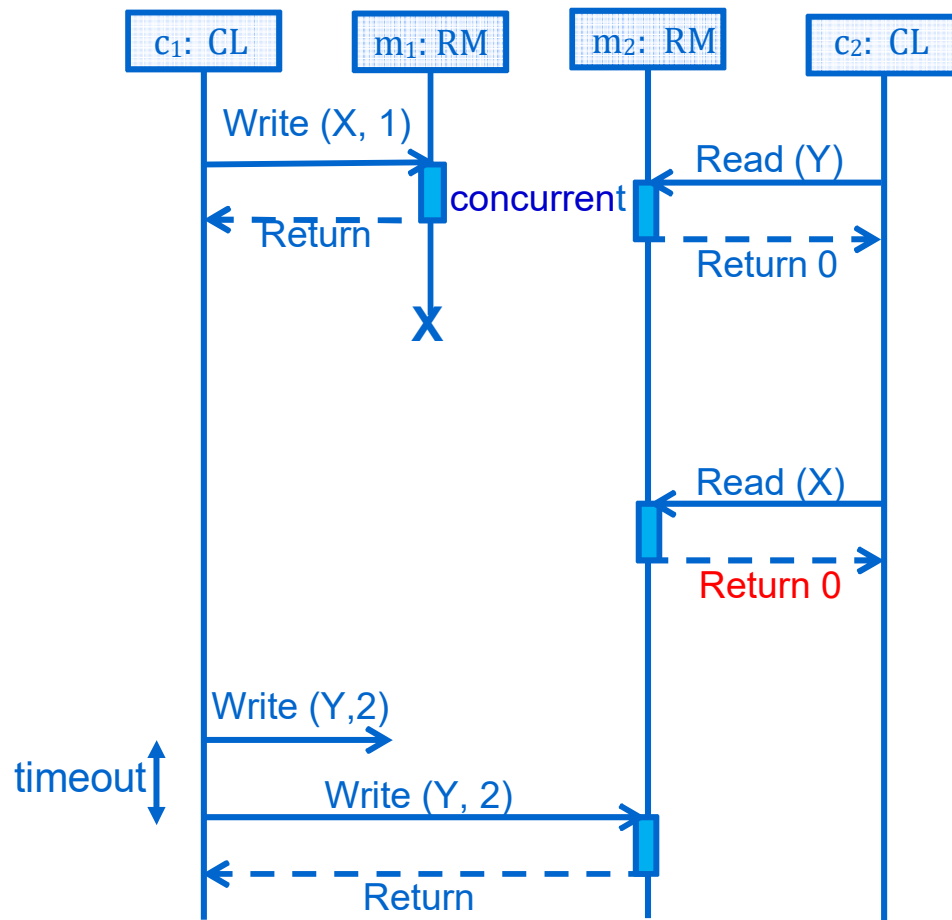 c₁: CL
m₁: RM
m₂: RM
c₂: CL
Write (X, 1)
Read (Y)
concurrent
Return
Return 0
X
Read (X)
Return 0
Write (Y,2)
timeout
Write (Y, 2)
Return